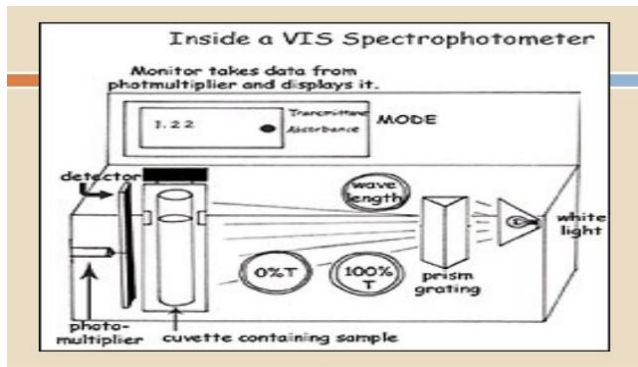 Inside a VIS Spectrophotometer
Monitor takes data from
photmultiplier and displays it.
1.22
Transmittane
Absorbance
MODE
detector
wave
length
white
light
0%T
100%
T
prism
grating
photo-
multiplier
cuvette containing sample